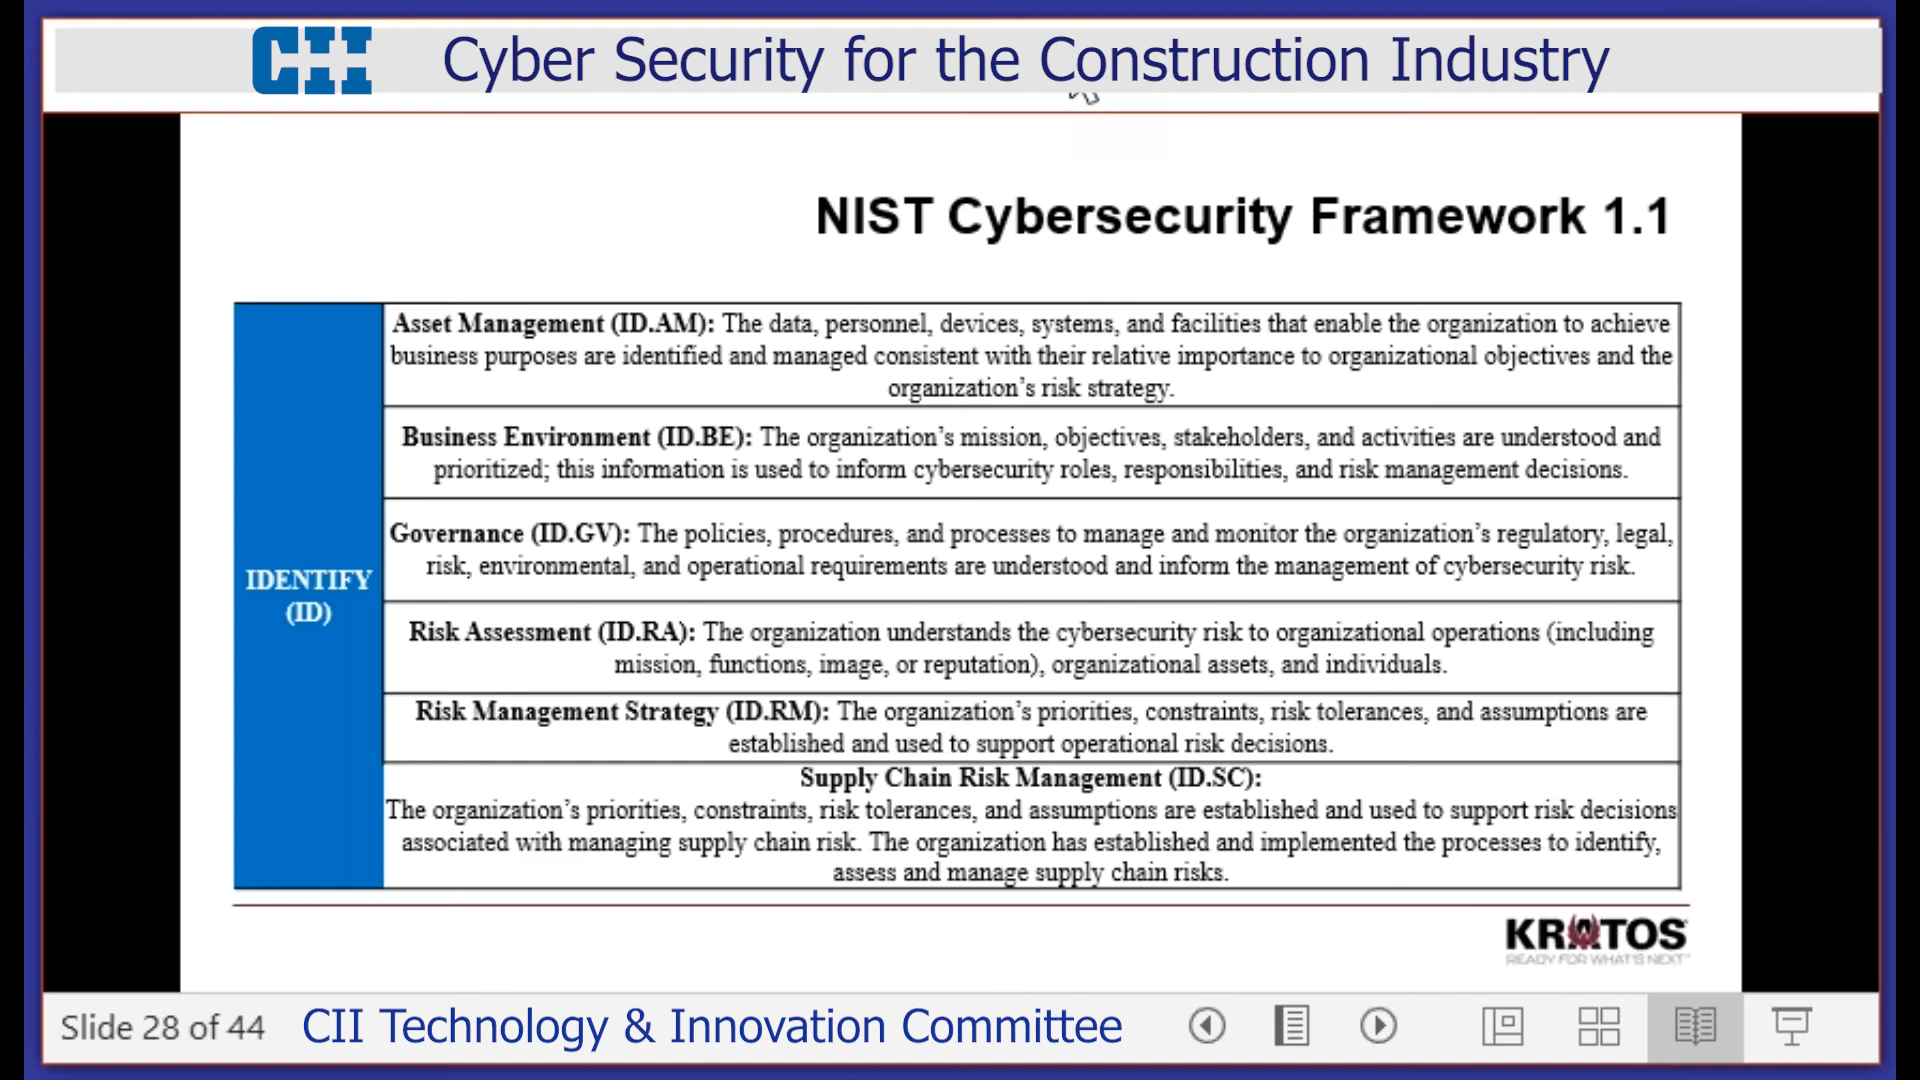 CII Cyber Security for the Construction Industry
NIST Cybersecurity Framework 1.1
IDENTIFY
(ID)
Asset Management (ID.AM): The data, personnel, devices, systems, and facilities that enable the organization to achieve
business purposes are identified and managed consistent with their relative importance to organizational objectives and the
organization’s risk strategy.
Business Environment (ID.BE): The organization’s mission, objectives, stakeholders, and activities are understood and
prioritized; this information is used to inform cybersecurity roles, responsibilities, and risk management decisions.
Governance (ID.GV): The policies, procedures, and processes to manage and monitor the organization’s regulatory, legal,
risk, environmental, and operational requirements are understood and inform the management of cybersecurity risk.
Risk Assessment (ID.RA): The organization understands the cybersecurity risk to organizational operations (including
mission, functions, image, or reputation), organizational assets, and individuals.
Risk Management Strategy (ID.RM): The organization’s priorities, constraints, risk tolerances, and assumptions are
established and used to support operational risk decisions.
Supply Chain Risk Management (ID.SC):
The organization’s priorities, constraints, risk tolerances, and assumptions are established and used to support risk decisions
associated with managing supply chain risk. The organization has established and implemented the processes to identify,
assess and manage supply chain risks.
KRATOS
READY FOR WHAT'S NEXT
Slide 28 of 44 CII Technology & Innovation Committee